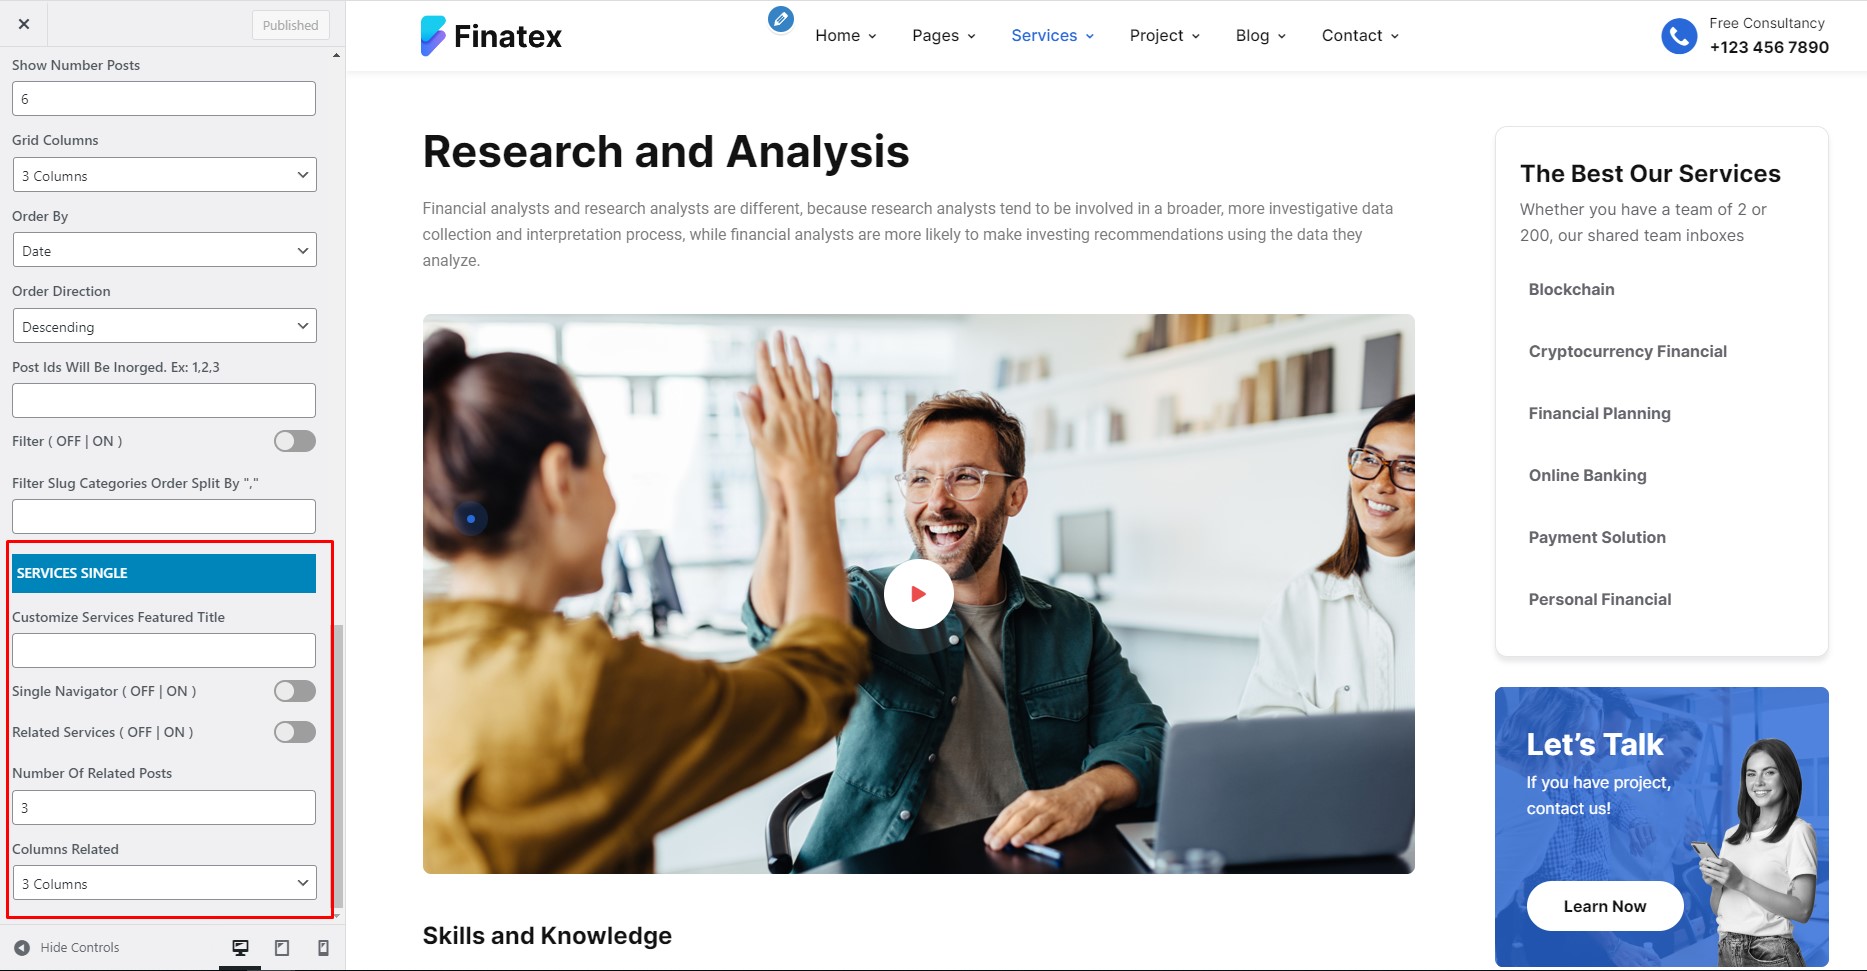 Published
Show Number Posts
6
Grid Columns
3 Columns
Order By
Date
Order Direction
Descending
Post Ids Will Be Inorged. Ex: 1,2,3
Filter ( OFF | ON )
Filter Slug Categories Order Split By ","
SERVICES SINGLE
Customize Services Featured Title
Single Navigator ( OFF | ON )
Related Services ( OFF | ON )
Number Of Related Posts
3
Columns Related
3 Columns
Hide Controls
Finatex
Home
Pages
Services
Project
Blog
Contact
Free Consultancy
+123 456 7890
Research and Analysis
Financial analysts and research analysts are different, because research analysts tend to be involved in a broader, more investigative data
collection and interpretation process, while financial analysts are more likely to make investing recommendations using the data they
analyze.
Skills and Knowledge
The Best Our Services
Whether you have a team of 2 or
200, our shared team inboxes
Blockchain
Cryptocurrency Financial
Financial Planning
Online Banking
Payment Solution
Personal Financial
Let's Talk
If you have project,
contact us!
Learn Now